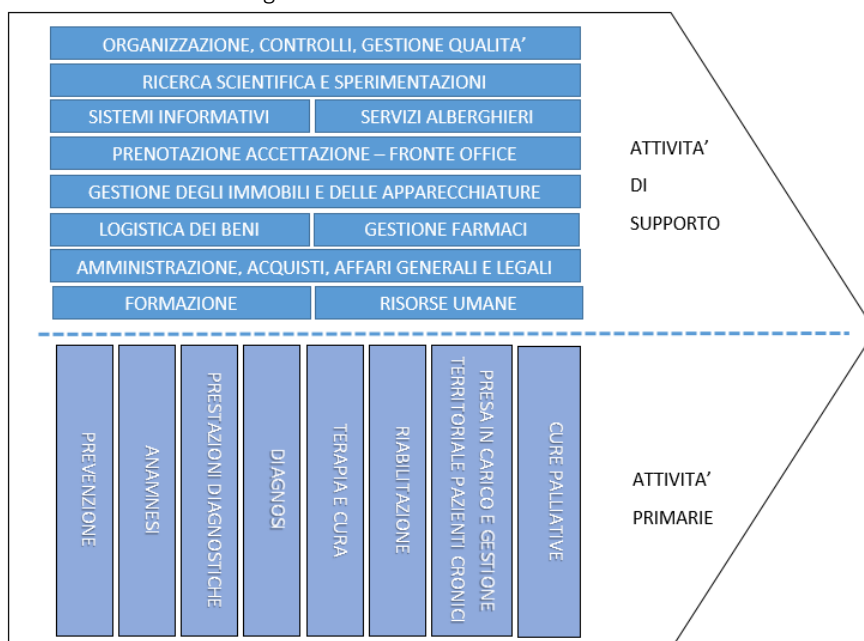 ORGANIZZAZIONE, CONTROLLI, GESTIONE QUALITA’
RICERCA SCIENTIFICA E SPERIMENTAZIONI
SISTEMI INFORMATIVI
SERVIZI ALBERGHIERI
PRENOTAZIONE ACCETTAZIONE – FRONTE OFFICE
GESTIONE DEGLI IMMOBILI E DELLE APPARECCHIATURE
LOGISTICA DEI BENI
GESTIONE FARMACI
AMMINISTRAZIONE, ACQUISTI, AFFARI GENERALI E LEGALI
FORMAZIONE
RISORSE UMANE
ATTIVITA’
DI
SUPPORTO
PREVENZIONE
ANAMNESI
PRESTAZIONI DIAGNOSTICHE
DIAGNOSI
TERAPIA E CURA
RIABILITAZIONE
PRESA IN CARICO E GESTIONE
TERRITORIALE PAZIENTI CRONICI
CURE PALLIATIVE
ATTIVITA’
PRIMARIE